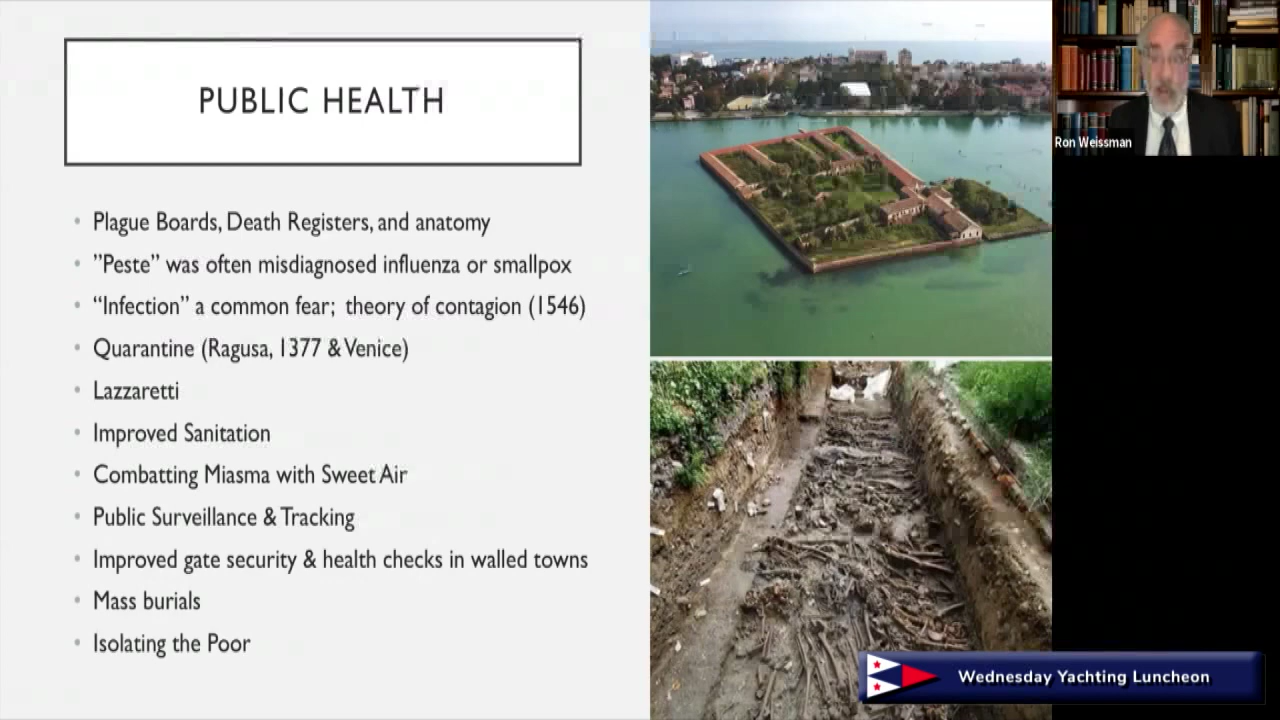 PUBLIC HEALTH
Plague Boards, Death Registers, and anatomy
”Peste” was often misdiagnosed influenza or smallpox
“Infection” a common fear; theory of contagion (1546)
Quarantine (Ragusa, 1377 & Venice)
Lazzaretti
Improved Sanitation
Combatting Miasma with Sweet Air
Public Surveillance & Tracking
Improved gate security & health checks in walled towns
Mass burials
Isolating the Poor
Ron Weissman
Wednesday Yachting Luncheon